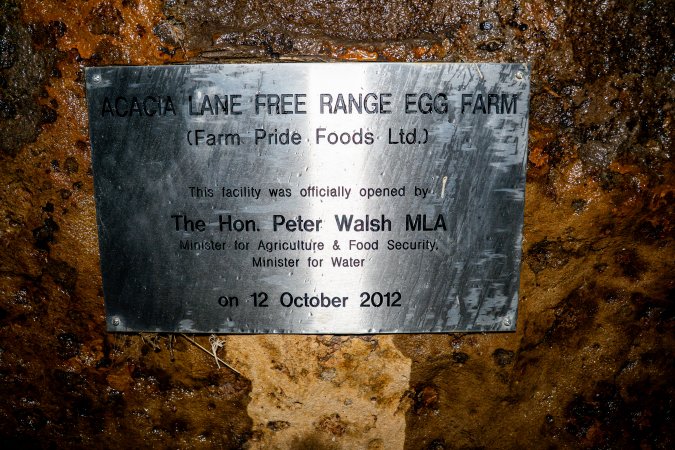 ACACIA LANE FREE RANGE EGG FARM
(Farm Pride Foods Ltd.)
This facility was officially opened by
The Hon. Peter Walsh MLA
Minister for Agriculture & Food Security,
Minister for Water
on 12 October 2012